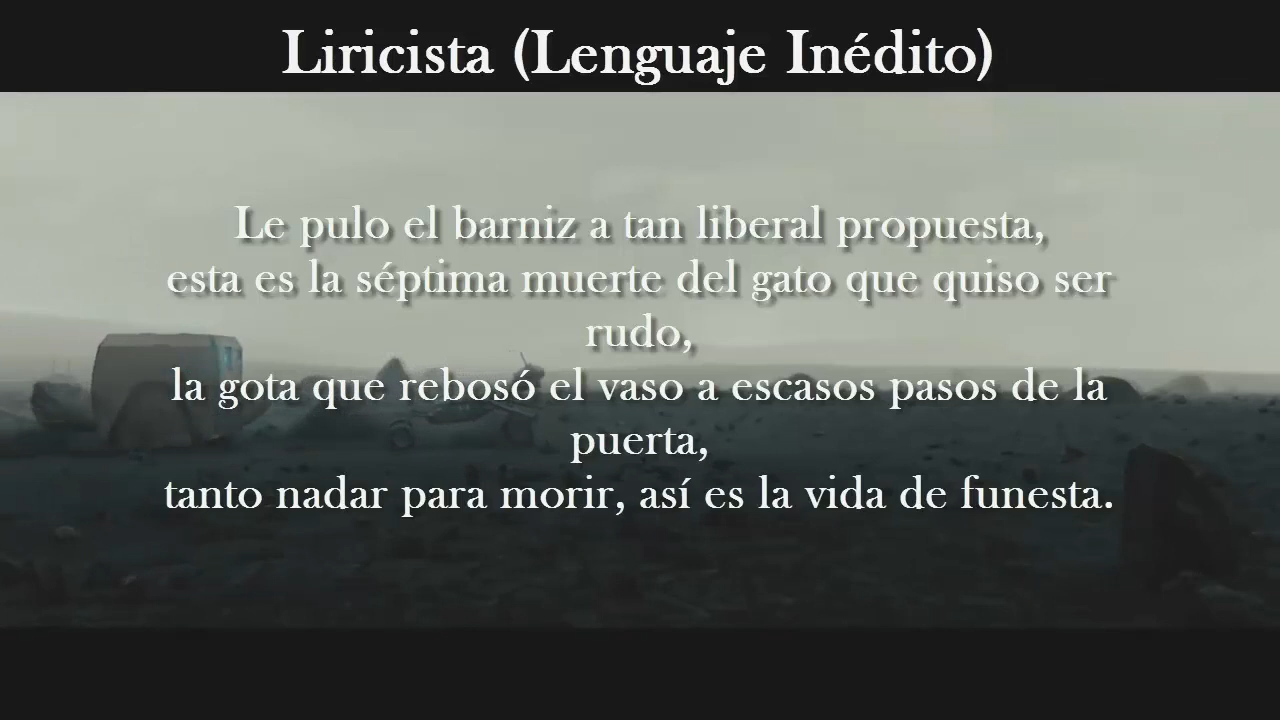 Liricista (Lenguaje Inédito)
Le pulo el barniz a tan liberal propuesta,
esta es la séptima muerte del gato que quiso ser
rudo,
la gota que rebosó el vaso a escasos pasos de la
puerta,
tanto nadar para morir, así es la vida de funesta.